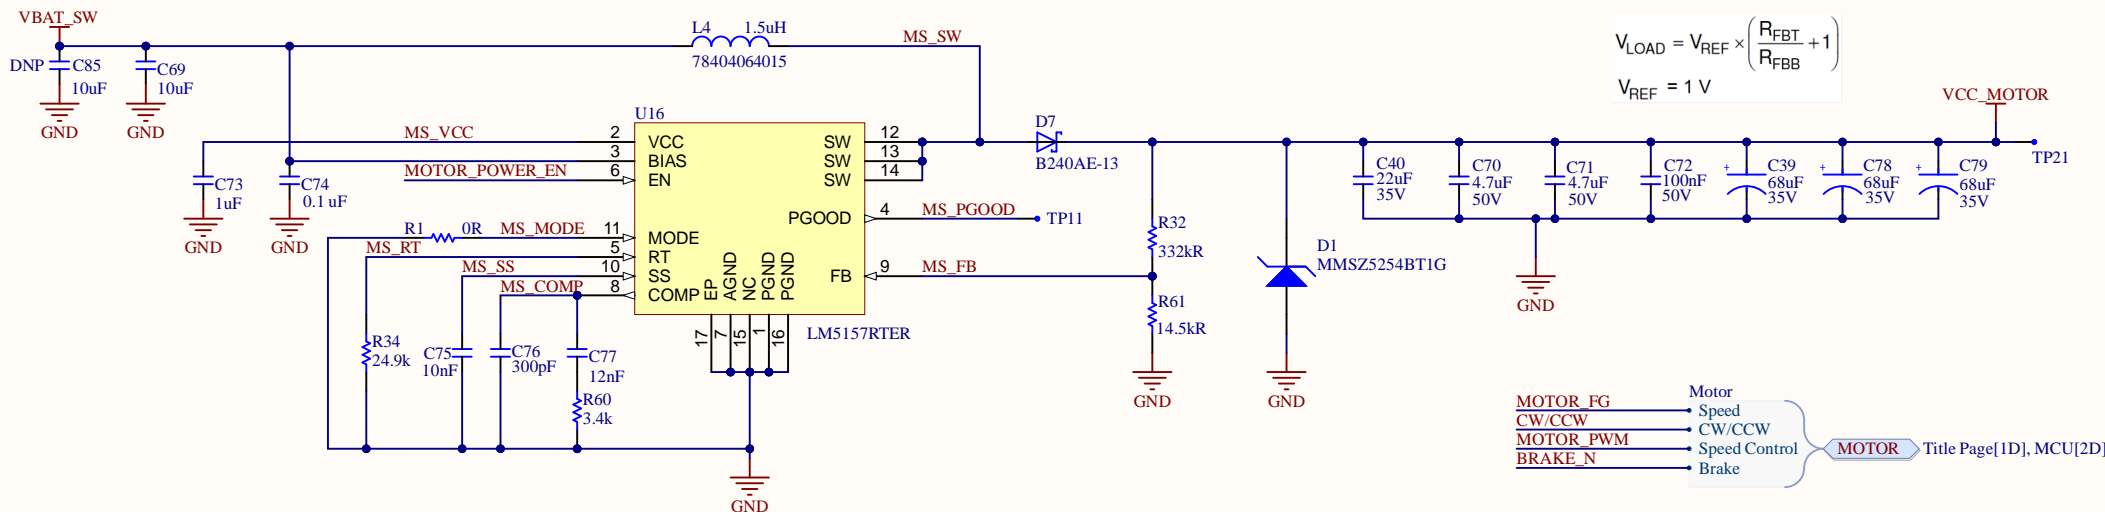 VBAT_SW
DNP C85
10uF
GND
C69
10uF
GND
L4 1.5uH
78404064015
MS_SW
V_LOAD = V_REF × (R_FBT / R_FBB + 1)
V_REF = 1 V
VCC_MOTOR
TP21
U16
MS_VCC 2 VCC
3 BIAS
MOTOR_POWER_EN 6 EN
R1 0R MS_MODE 11 MODE
MS_RT 5 RT
MS_SS 10 SS
MS_COMP 8 COMP
SW 12
SW 13
SW 14
PGOOD 4 MS_PGOOD TP11
FB 9 MS_FB
EP AGND NC PGND PGND
17 7 15 1 16
LM5157RTER
C73
1uF
GND
C74
0.1 uF
GND
R34
24.9k
C75
10nF
C76
300pF
C77
12nF
R60
3.4k
GND
D7
B240AE-13
R32
332kR
R61
14.5kR
GND
D1
MMSZ5254BT1G
GND
C40
22uF
35V
C70
4.7uF
50V
C71
4.7uF
50V
C72
100nF
50V
+ C39
68uF
35V
+ C78
68uF
35V
+ C79
68uF
35V
GND
Motor
MOTOR_FG Speed
CW/CCW CW/CCW
MOTOR_PWM Speed Control
BRAKE_N Brake
MOTOR Title Page[1D], MCU[2D]